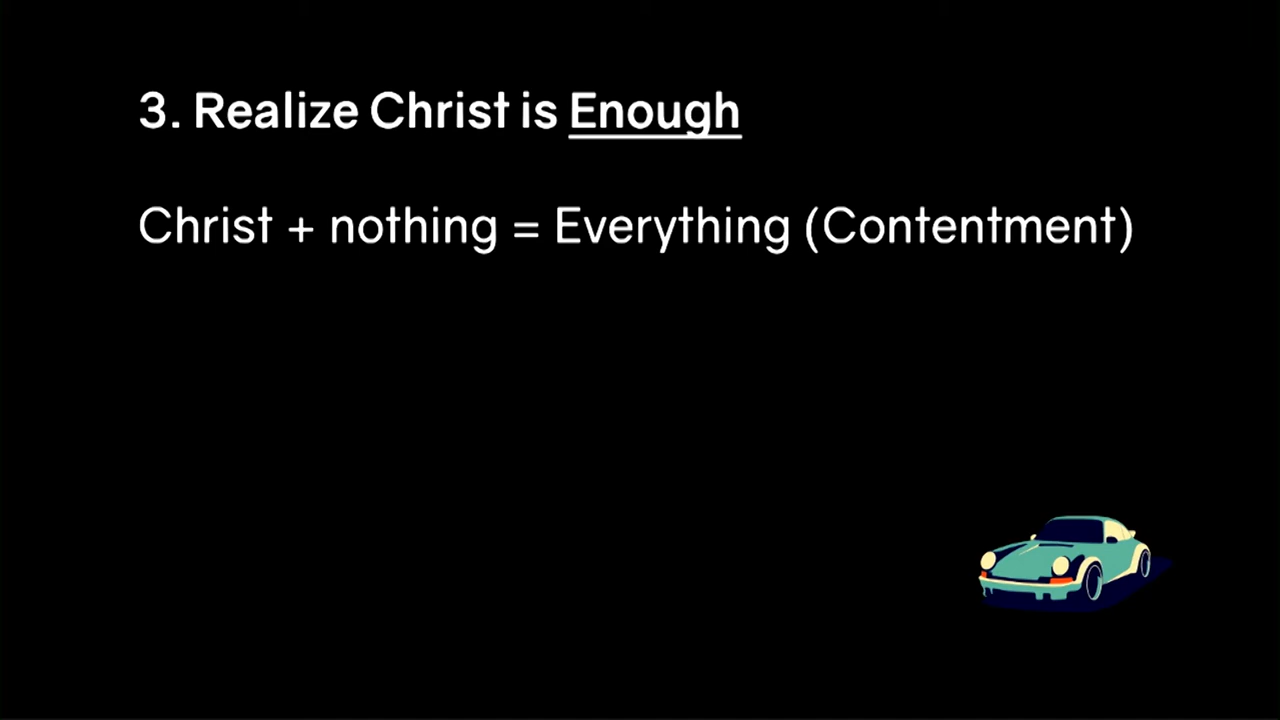 3. Realize Christ is Enough
Christ + nothing = Everything (Contentment)